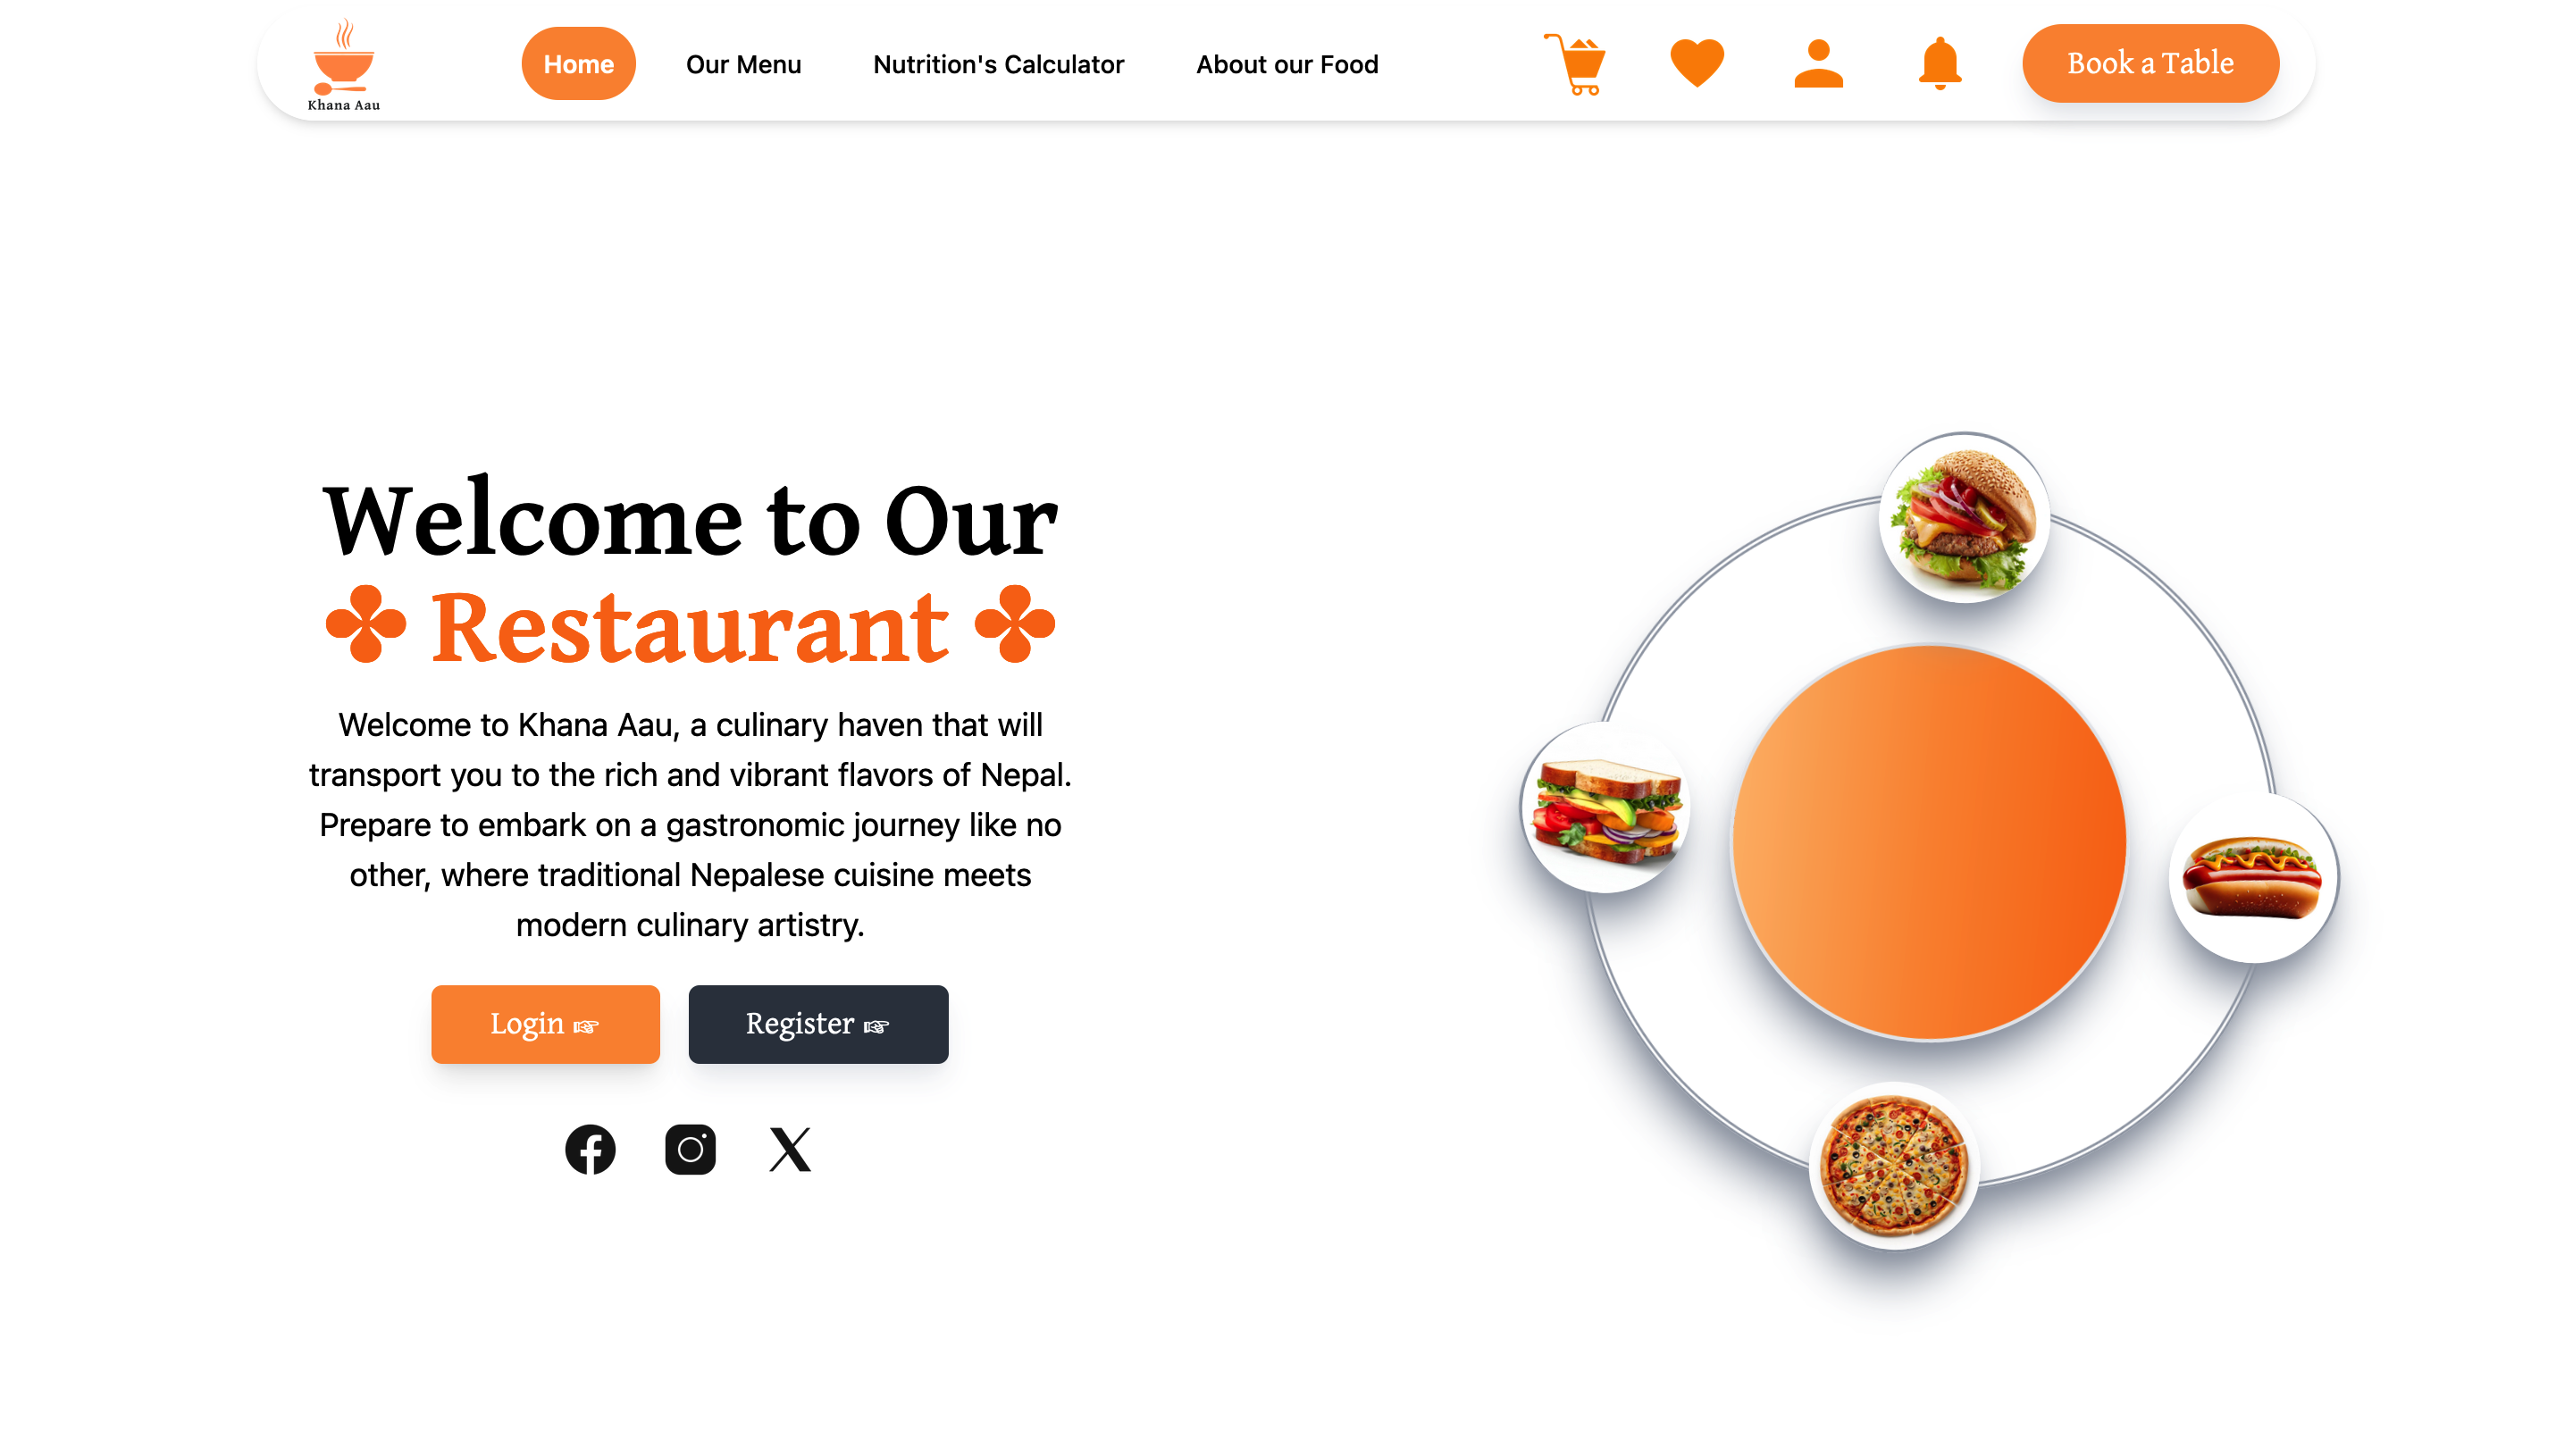 Khana Aau
Home
Our Menu
Nutrition's Calculator
About our Food
Book a Table
Welcome to Our
✤ Restaurant ✤
Welcome to Khana Aau, a culinary haven that will
transport you to the rich and vibrant flavors of Nepal.
Prepare to embark on a gastronomic journey like no
other, where traditional Nepalese cuisine meets
modern culinary artistry.
Login ☞
Register ☞